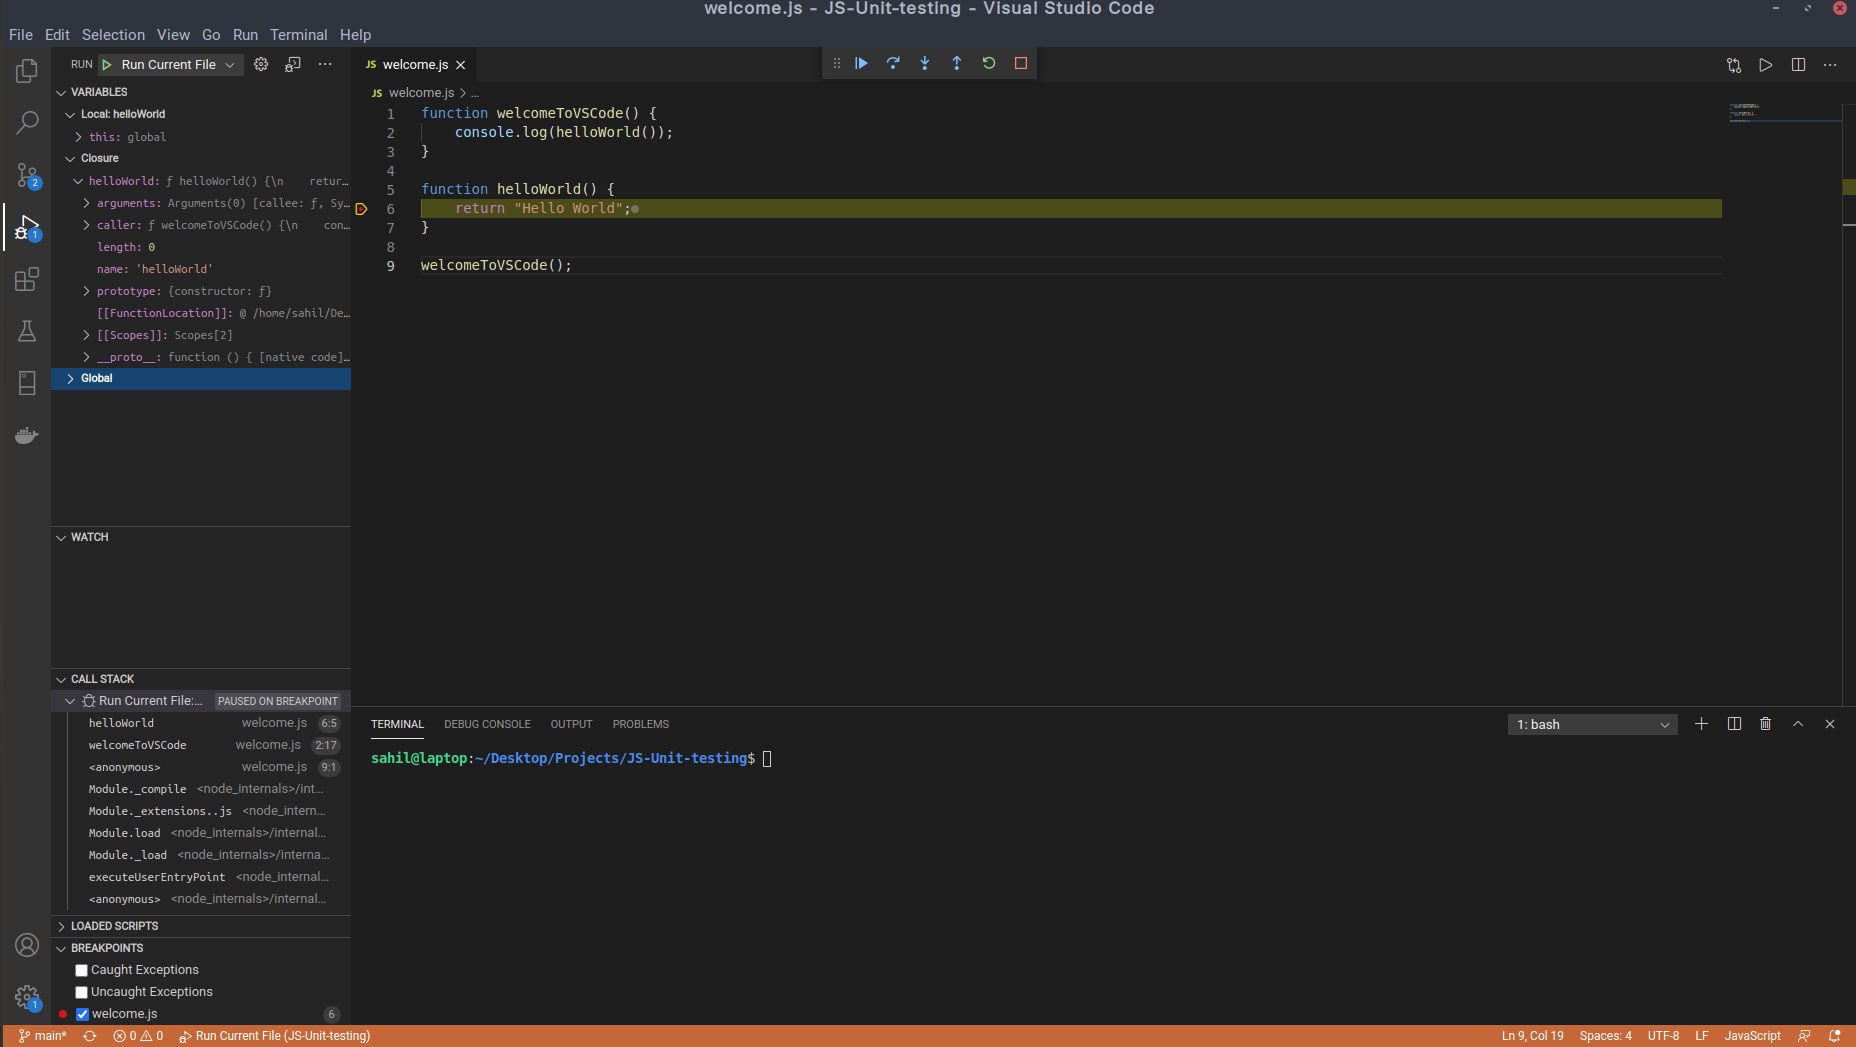 welcome.js - JS-Unit-testing - Visual Studio Code
File Edit Selection View Go Run Terminal Help
RUN Run Current File
VARIABLES
Local: helloWorld
this: global
Closure
helloWorld: ƒ helloWorld() {\n    retur…
arguments: Arguments(0) [callee: ƒ, Sy…
caller: ƒ welcomeToVSCode() {\n    con…
length: 0
name: 'helloWorld'
prototype: {constructor: ƒ}
[[FunctionLocation]]: @ /home/sahil/De…
[[Scopes]]: Scopes[2]
__proto__: function () { [native code]…
Global
WATCH
CALL STACK
Run Current File:… PAUSED ON BREAKPOINT
helloWorld welcome.js 6:5
welcomeToVSCode welcome.js 2:17
<anonymous> welcome.js 9:1
Module._compile <node_internals>/int…
Module._extensions..js <node_intern…
Module.load <node_internals>/internal…
Module._load <node_internals>/interna…
executeUserEntryPoint <node_internal…
<anonymous> <node_internals>/internal…
LOADED SCRIPTS
BREAKPOINTS
Caught Exceptions
Uncaught Exceptions
welcome.js 6
2
1
1
JS welcome.js
JS welcome.js > …
1 function welcomeToVSCode() {
2     console.log(helloWorld());
3 }
4
5 function helloWorld() {
6     return "Hello World";
7 }
8
9 welcomeToVSCode();
TERMINAL DEBUG CONSOLE OUTPUT PROBLEMS 1: bash
sahil@laptop:~/Desktop/Projects/JS-Unit-testing$
main* 0 0 Run Current File (JS-Unit-testing) Ln 9, Col 19 Spaces: 4 UTF-8 LF JavaScript